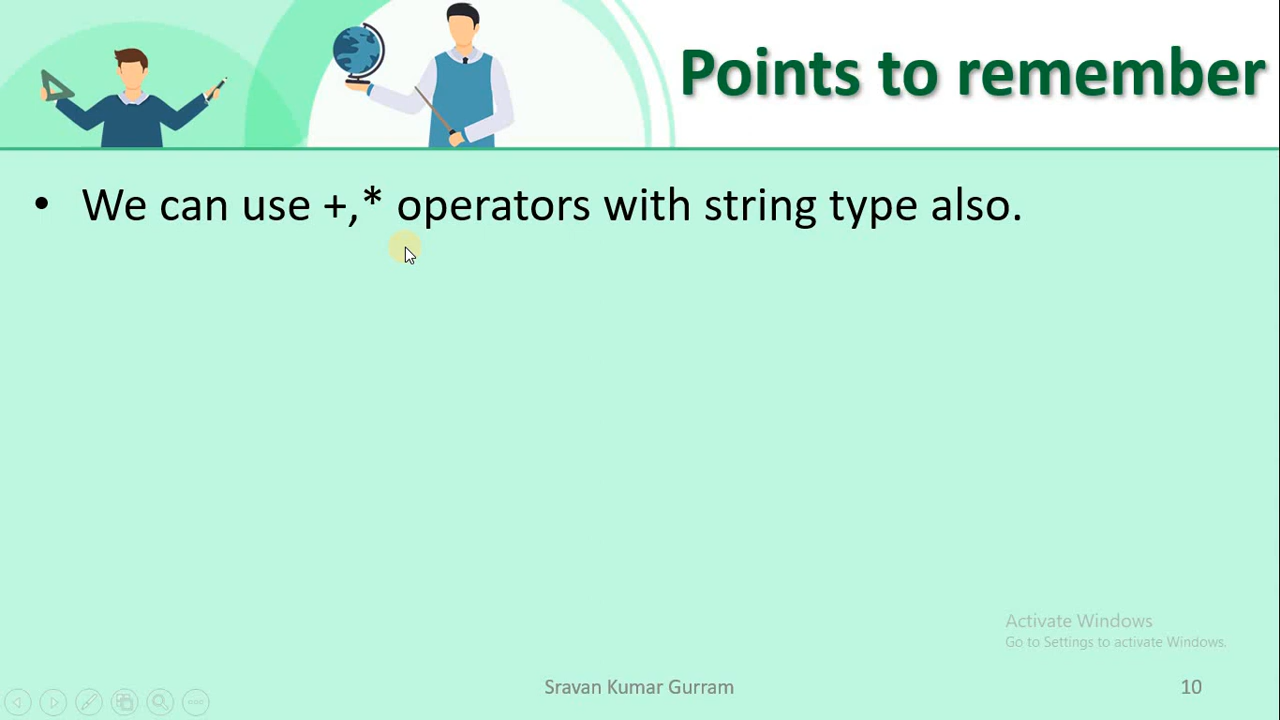 Points to remember
• We can use +,* operators with string type also.
Activate Windows
Go to Settings to activate Windows.
Sravan Kumar Gurram
10